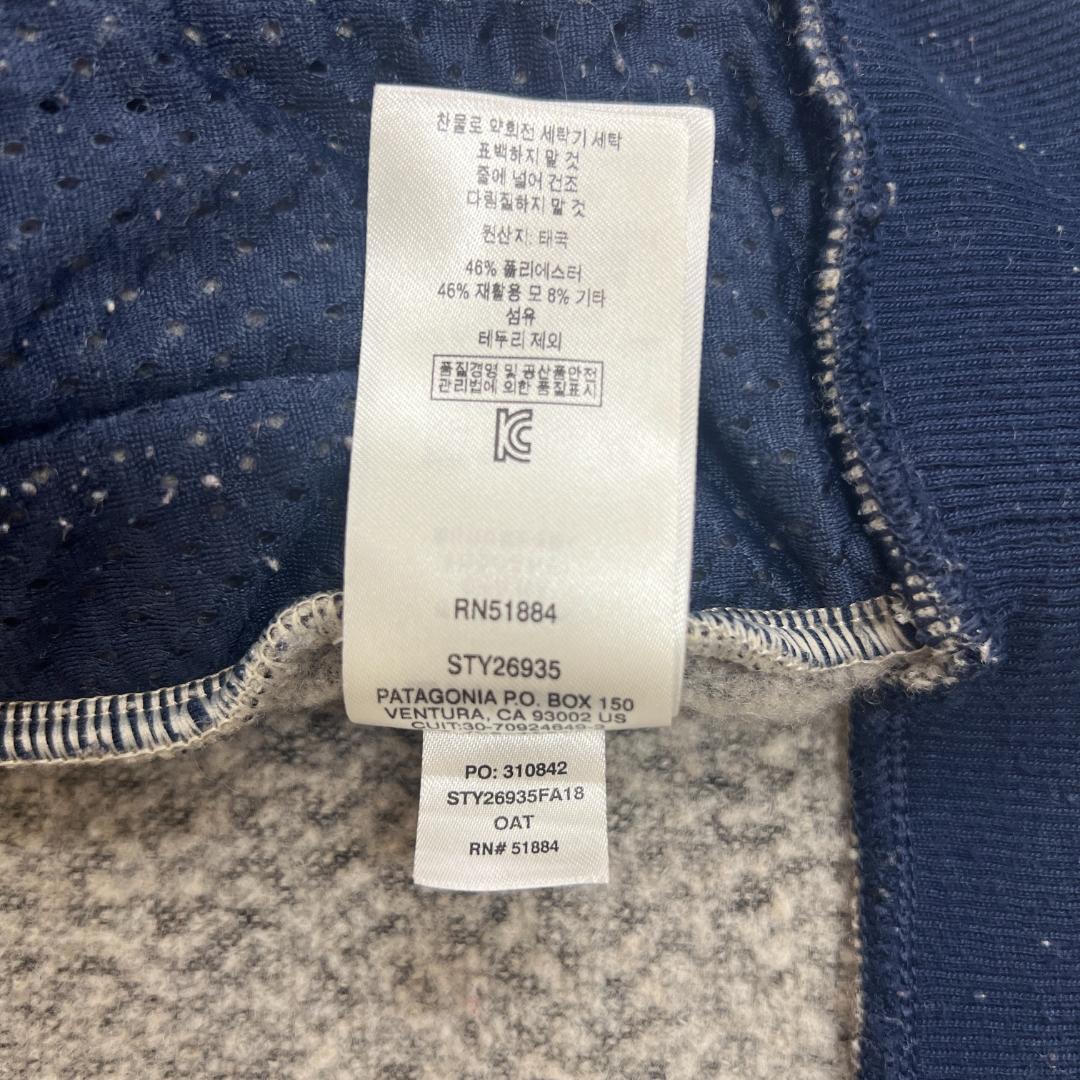 찬물로 약회전 세탁기 세탁
표백하지 말 것
줄에 널어 건조
다림질하지 말 것
원산지: 태국
46% 폴리에스터
46% 재활용 모 8% 기타
섬유
테두리 제외
품질경영 및 공산품안전
관리법에 의한 품질표시
RN51884
STY26935
PATAGONIA P.O. BOX 150
VENTURA, CA 93002 US
CUIT:30-70924649-2
PO: 310842
STY26935FA18
OAT
RN# 51884